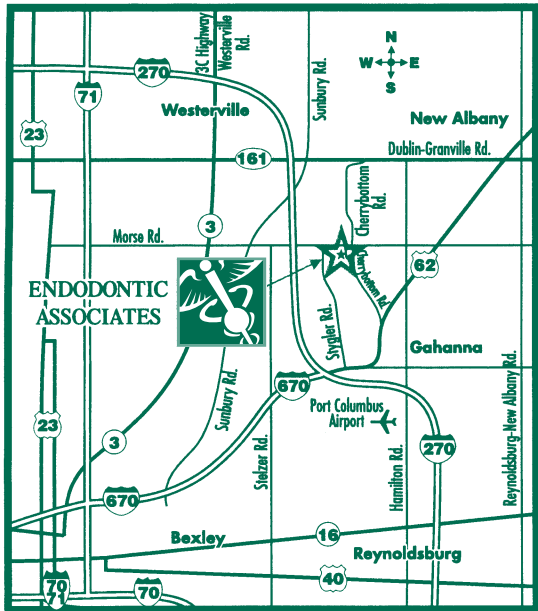 3C Highway
Westerville
Rd.
Sunbury Rd.
N
W E
S
270
71
Westerville
New Albany
23
Dublin-Granville Rd.
161
Cherrybottom
Rd.
3
Morse Rd.
62
Cherrybottom Rd.
ENDODONTIC
ASSOCIATES
Stygler Rd.
Gahanna
Sunbury Rd.
670
Port Columbus
Airport
23
3
Stelzer Rd.
Hamilton Rd.
270
Reynoldsburg-New Albany Rd.
670
Bexley
16
Reynoldsburg
40
70
71
70